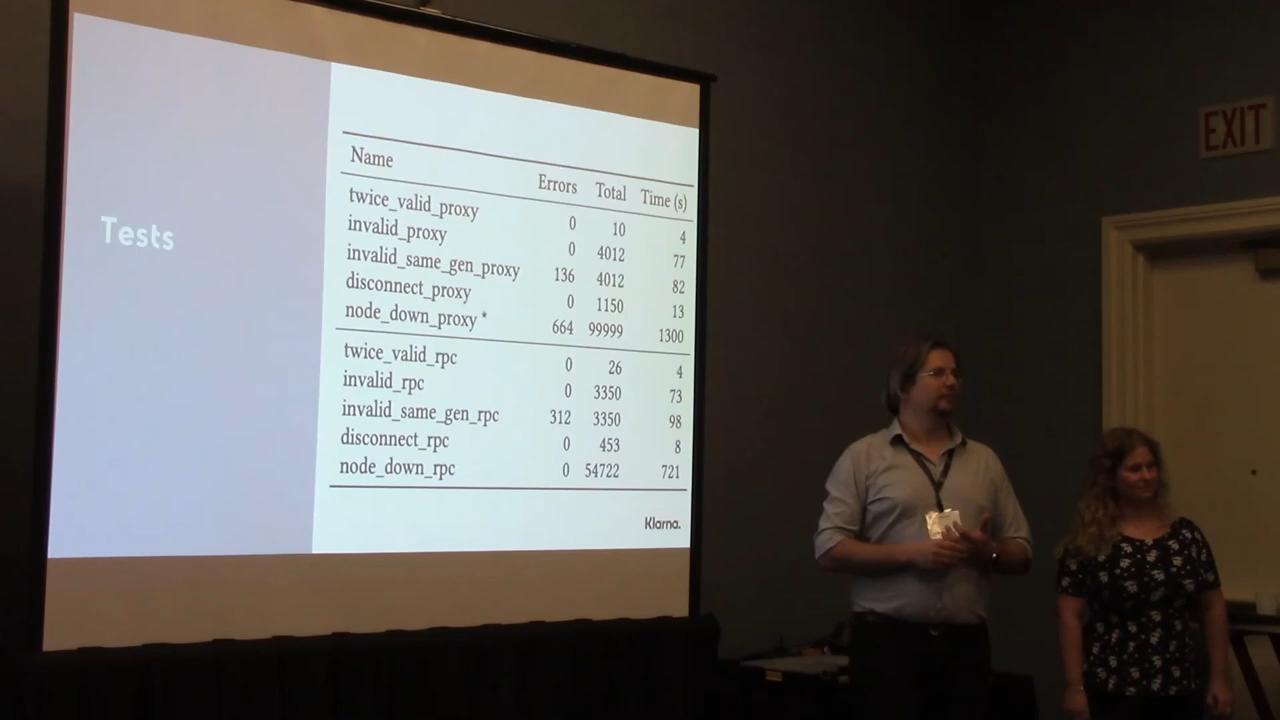 Tests
Name Errors Total Time (s)
twice_valid_proxy 0 10 4
invalid_proxy 0 4012 77
invalid_same_gen_proxy 136 4012 82
disconnect_proxy 0 1150 13
node_down_proxy * 664 99999 1300
twice_valid_rpc 0 26 4
invalid_rpc 0 3350 73
invalid_same_gen_rpc 312 3350 98
disconnect_rpc 0 453 8
node_down_rpc 0 54722 721
Klarna.
EXIT